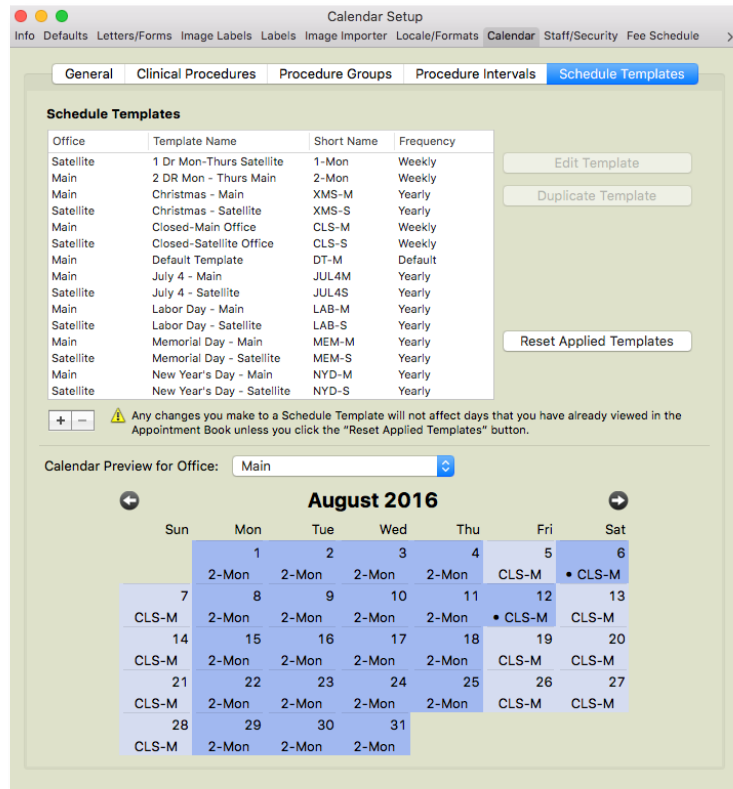 Calendar Setup
Info Defaults Letters/Forms Image Labels Labels Image Importer Locale/Formats Calendar Staff/Security Fee Schedule
General Clinical Procedures Procedure Groups Procedure Intervals Schedule Templates
Schedule Templates
Office Template Name Short Name Frequency
Satellite 1 Dr Mon-Thurs Satellite 1-Mon Weekly
Main 2 DR Mon - Thurs Main 2-Mon Weekly
Main Christmas - Main XMS-M Yearly
Satellite Christmas - Satellite XMS-S Yearly
Main Closed-Main Office CLS-M Weekly
Satellite Closed-Satellite Office CLS-S Weekly
Main Default Template DT-M Default
Main July 4 - Main JUL4M Yearly
Satellite July 4 - Satellite JUL4S Yearly
Main Labor Day - Main LAB-M Yearly
Satellite Labor Day - Satellite LAB-S Yearly
Main Memorial Day - Main MEM-M Yearly
Satellite Memorial Day - Satellite MEM-S Yearly
Main New Year's Day - Main NYD-M Yearly
Satellite New Year's Day - Satellite NYD-S Yearly
Edit Template
Duplicate Template
Reset Applied Templates
+ − Any changes you make to a Schedule Template will not affect days that you have already viewed in the
Appointment Book unless you click the "Reset Applied Templates" button.
Calendar Preview for Office: Main
August 2016
Sun Mon Tue Wed Thu Fri Sat
1 2 3 4 5 6
2-Mon 2-Mon 2-Mon 2-Mon CLS-M • CLS-M
7 8 9 10 11 12 13
CLS-M 2-Mon 2-Mon 2-Mon 2-Mon • CLS-M CLS-M
14 15 16 17 18 19 20
CLS-M 2-Mon 2-Mon 2-Mon 2-Mon CLS-M CLS-M
21 22 23 24 25 26 27
CLS-M 2-Mon 2-Mon 2-Mon 2-Mon CLS-M CLS-M
28 29 30 31
CLS-M 2-Mon 2-Mon 2-Mon